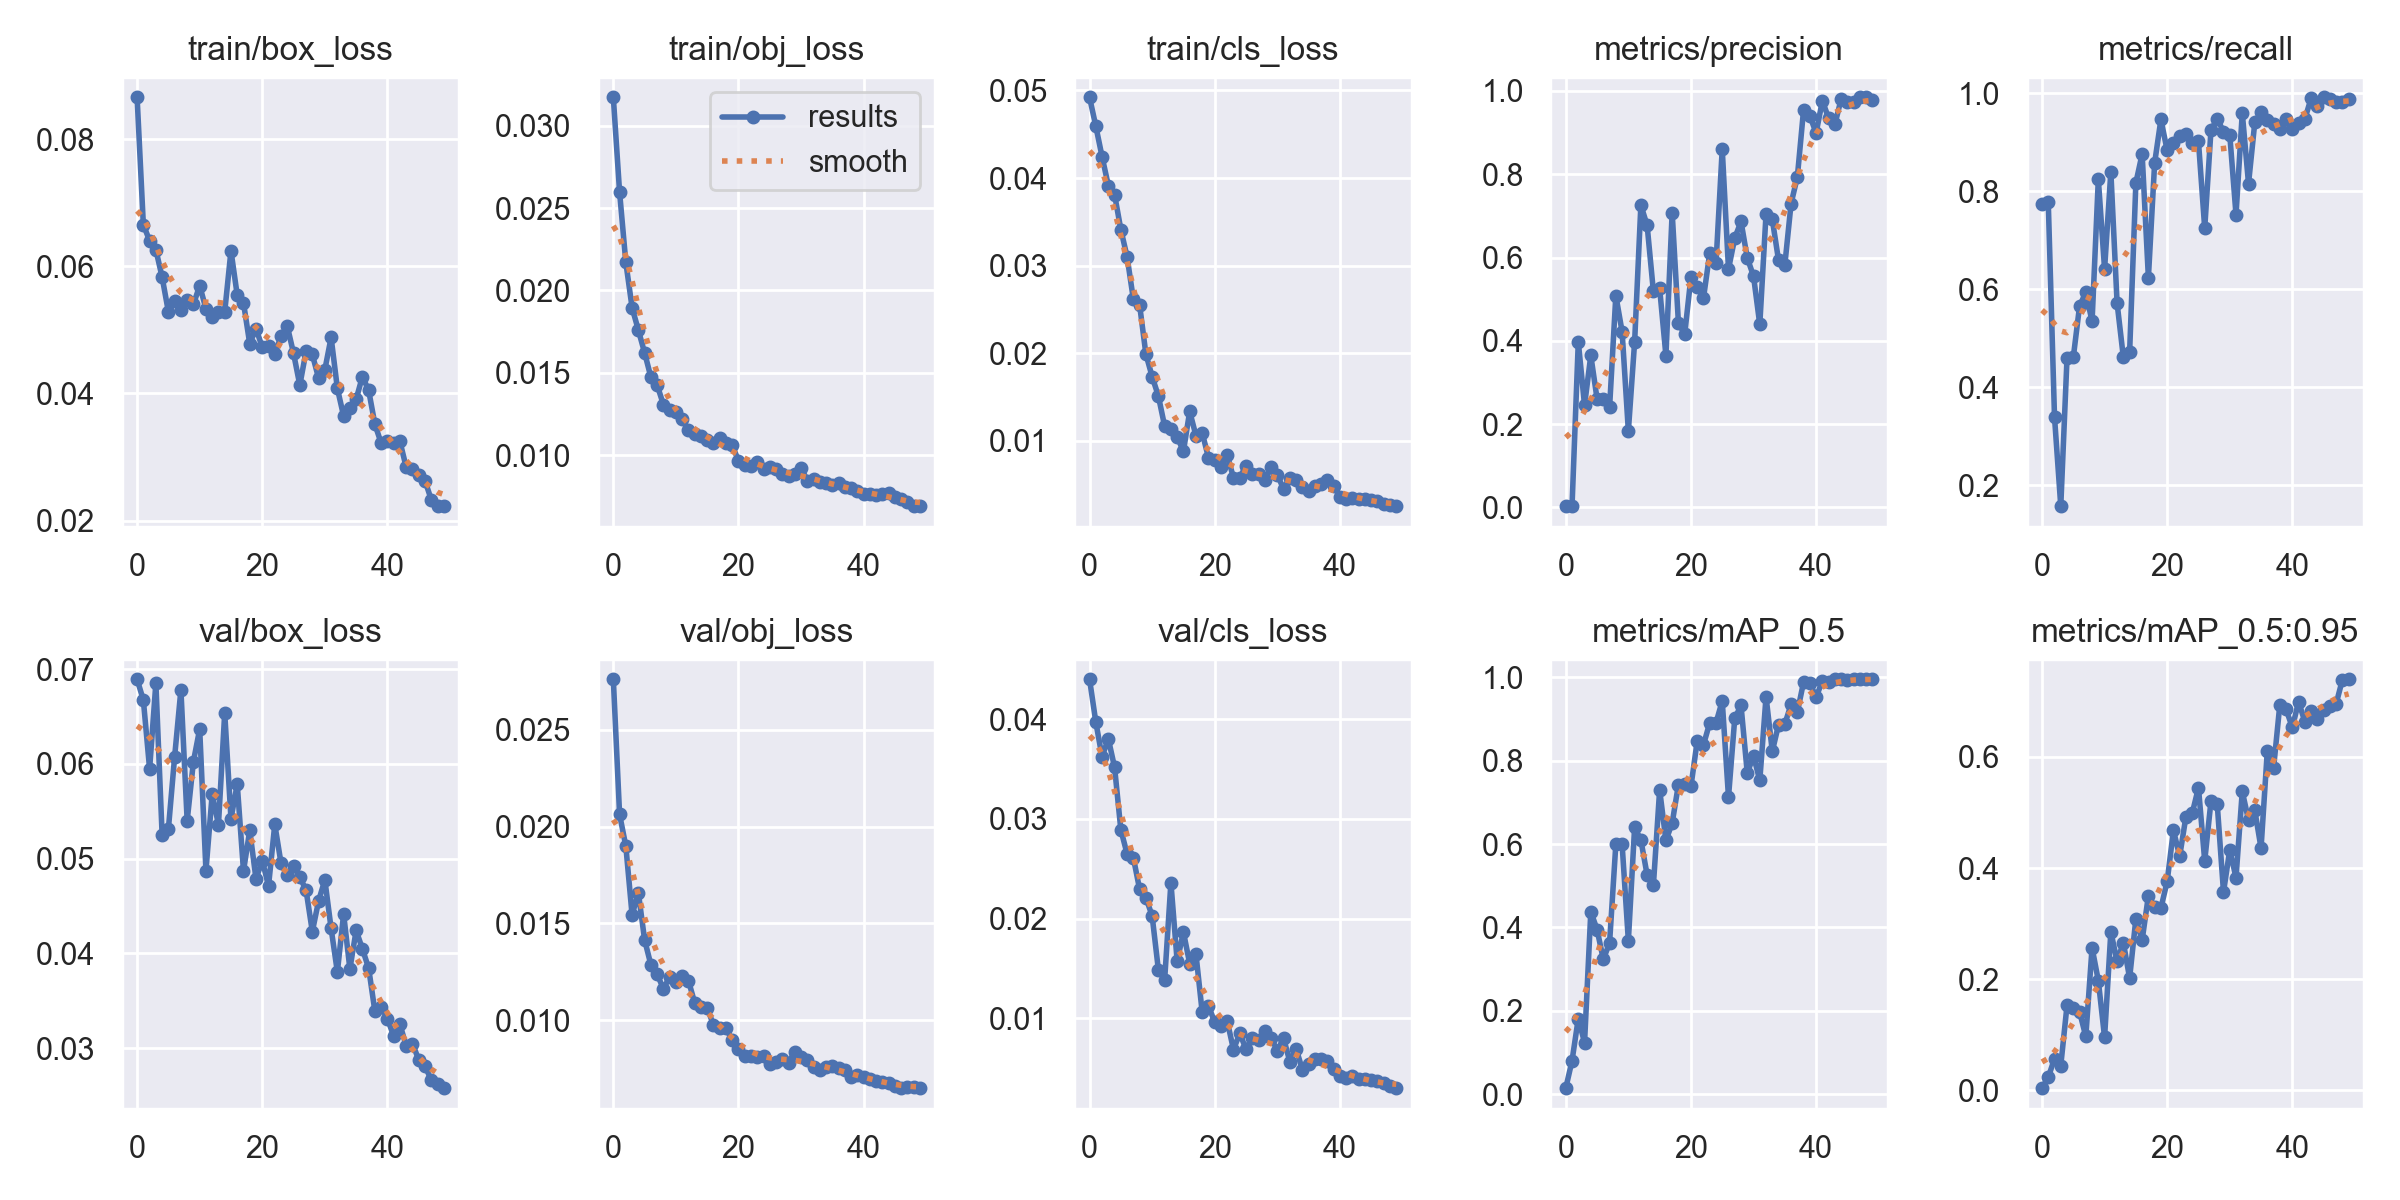 train/box_loss
0.08
0.06
0.04
0.02
0 20 40
train/obj_loss
results
smooth
0.030
0.025
0.020
0.015
0.010
0 20 40
train/cls_loss
0.05
0.04
0.03
0.02
0.01
0 20 40
metrics/precision
1.0
0.8
0.6
0.4
0.2
0.0
0 20 40
metrics/recall
1.0
0.8
0.6
0.4
0.2
0 20 40
val/box_loss
0.07
0.06
0.05
0.04
0.03
0 20 40
val/obj_loss
0.025
0.020
0.015
0.010
0 20 40
val/cls_loss
0.04
0.03
0.02
0.01
0 20 40
metrics/mAP_0.5
1.0
0.8
0.6
0.4
0.2
0.0
0 20 40
metrics/mAP_0.5:0.95
0.6
0.4
0.2
0.0
0 20 40